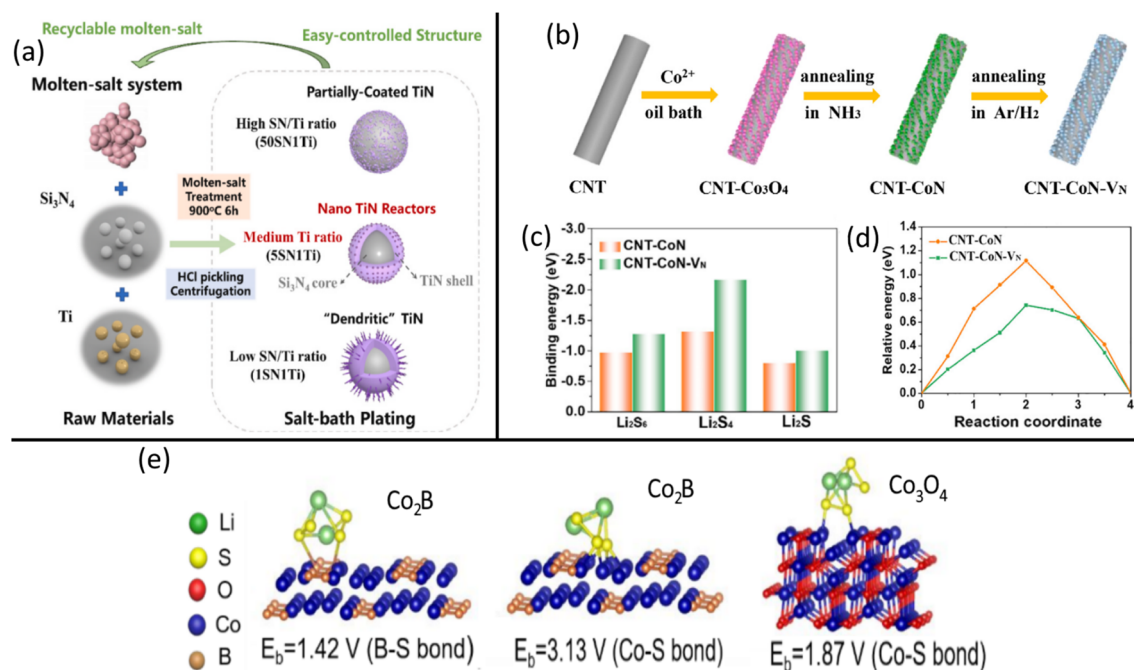 (a)
Recyclable molten-salt
Easy-controlled Structure
Molten-salt system
Si₃N₄
Ti
Raw Materials
Molten-salt
Treatment
900°C 6h
HCl pickling
Centrifugation
Partially-Coated TiN
High SN/Ti ratio
(50SN1Ti)
Nano TiN Reactors
Medium Ti ratio
(5SN1Ti)
Si₃N₄ core
TiN shell
"Dendritic" TiN
Low SN/Ti ratio
(1SN1Ti)
Salt-bath Plating
(b)
Co²⁺
oil bath
annealing
in NH₃
annealing
in Ar/H₂
CNT
CNT-Co₃O₄
CNT-CoN
CNT-CoN-V_N
(c)
Binding energy (eV)
-3.0
-2.5
-2.0
-1.5
-1.0
-0.5
-0.0
CNT-CoN
CNT-CoN-V_N
Li₂S₆
Li₂S₄
Li₂S
(d)
Relative energy (eV)
1.4
1.2
1.0
0.8
0.6
0.4
0.2
0.0
CNT-CoN
CNT-CoN-V_N
0
1
2
3
4
Reaction coordinate
(e)
Li
S
O
Co
B
Co₂B
E_b=1.42 V (B-S bond)
Co₂B
E_b=3.13 V (Co-S bond)
Co₃O₄
E_b=1.87 V (Co-S bond)